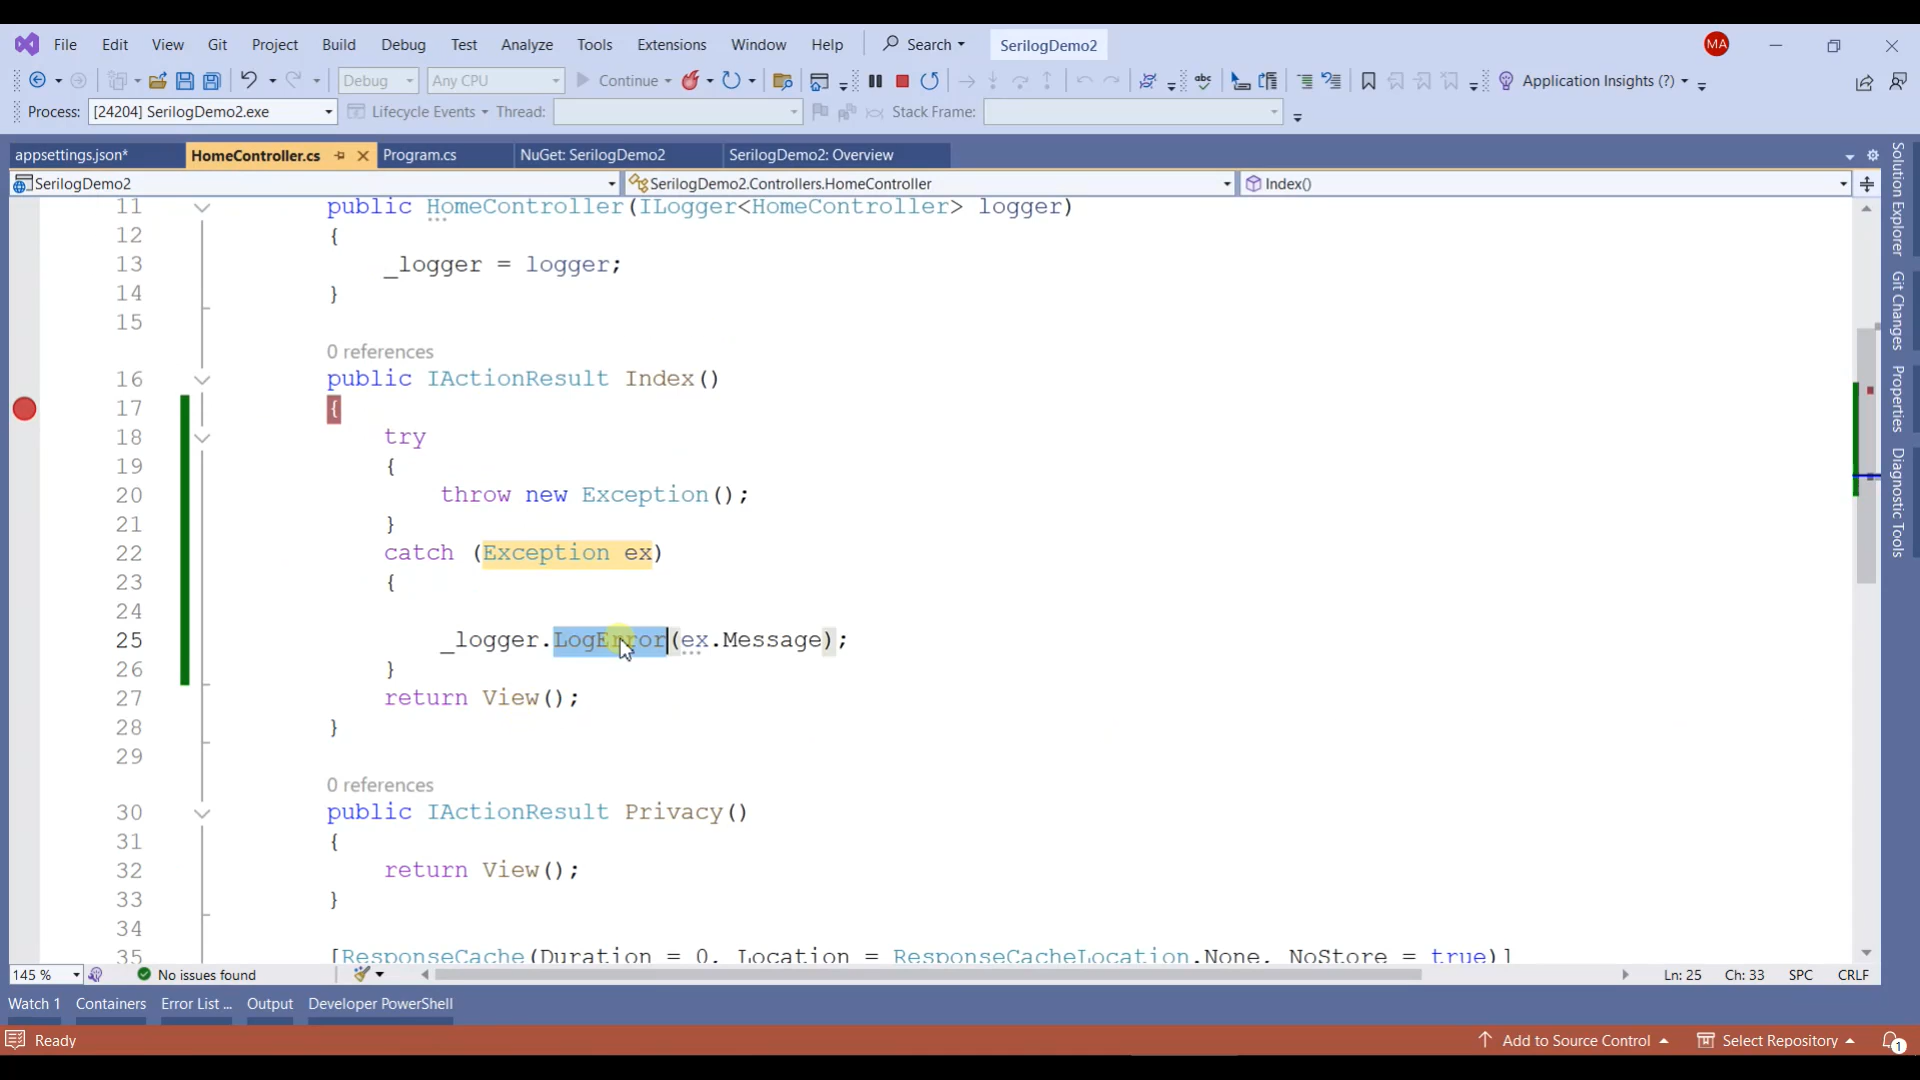 File Edit View Git Project Build Debug Test Analyze Tools Extensions Window Help Search SerilogDemo2 MA
Debug Any CPU Continue Application Insights (?)
Process: [24204] SerilogDemo2.exe Lifecycle Events Thread: Stack Frame:
appsettings.json* HomeController.cs Program.cs NuGet: SerilogDemo2 SerilogDemo2: Overview
SerilogDemo2 SerilogDemo2.Controllers.HomeController Index()
11 public HomeController(ILogger<HomeController> logger)
12 {
13 _logger = logger;
14 }
15
0 references
16 public IActionResult Index()
17 {
18 try
19 {
20 throw new Exception();
21 }
22 catch (Exception ex)
23 {
24
25 _logger.LogError(ex.Message);
26 }
27 return View();
28 }
29
0 references
30 public IActionResult Privacy()
31 {
32 return View();
33 }
34
35 [ResponseCache(Duration = 0, Location = ResponseCacheLocation.None, NoStore = true)]
Solution Explorer
Git Changes
Properties
Diagnostic Tools
145 % No issues found Ln: 25 Ch: 33 SPC CRLF
Watch 1 Containers Error List ... Output Developer PowerShell
Ready Add to Source Control Select Repository 1